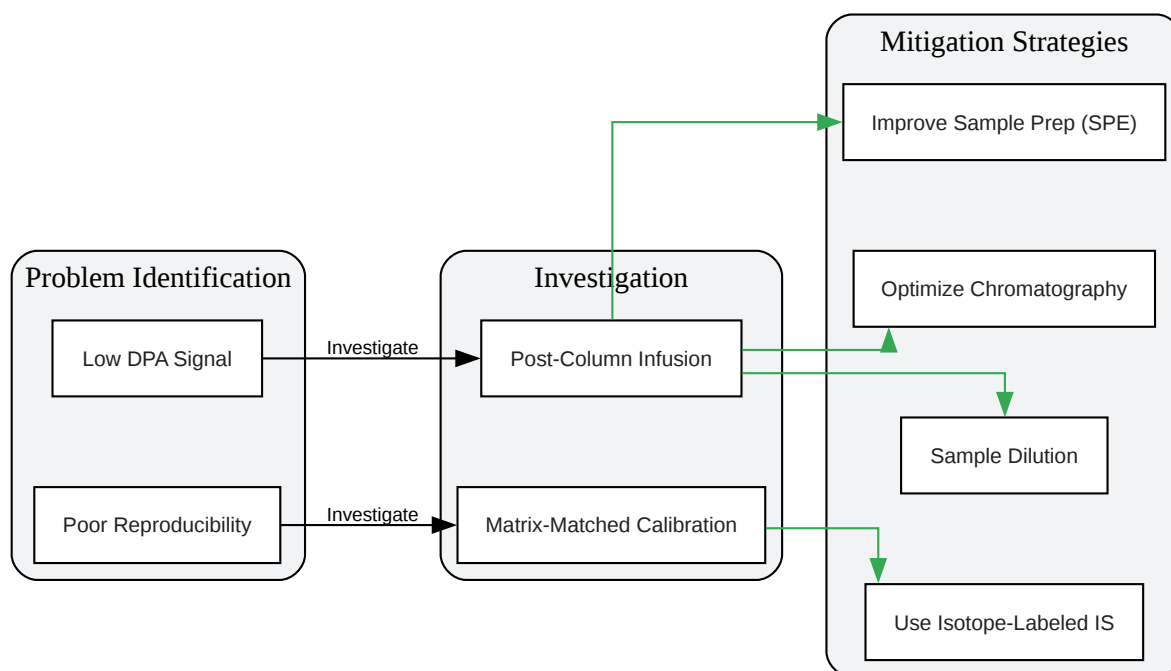 Mitigation Strategies
Improve Sample Prep (SPE)
Problem Identification
Investigation
Optimize Chromatography
Low DPA Signal
Investigate
Post-Column Infusion
Sample Dilution
Poor Reproducibility
Investigate
Matrix-Matched Calibration
Use Isotope-Labeled IS